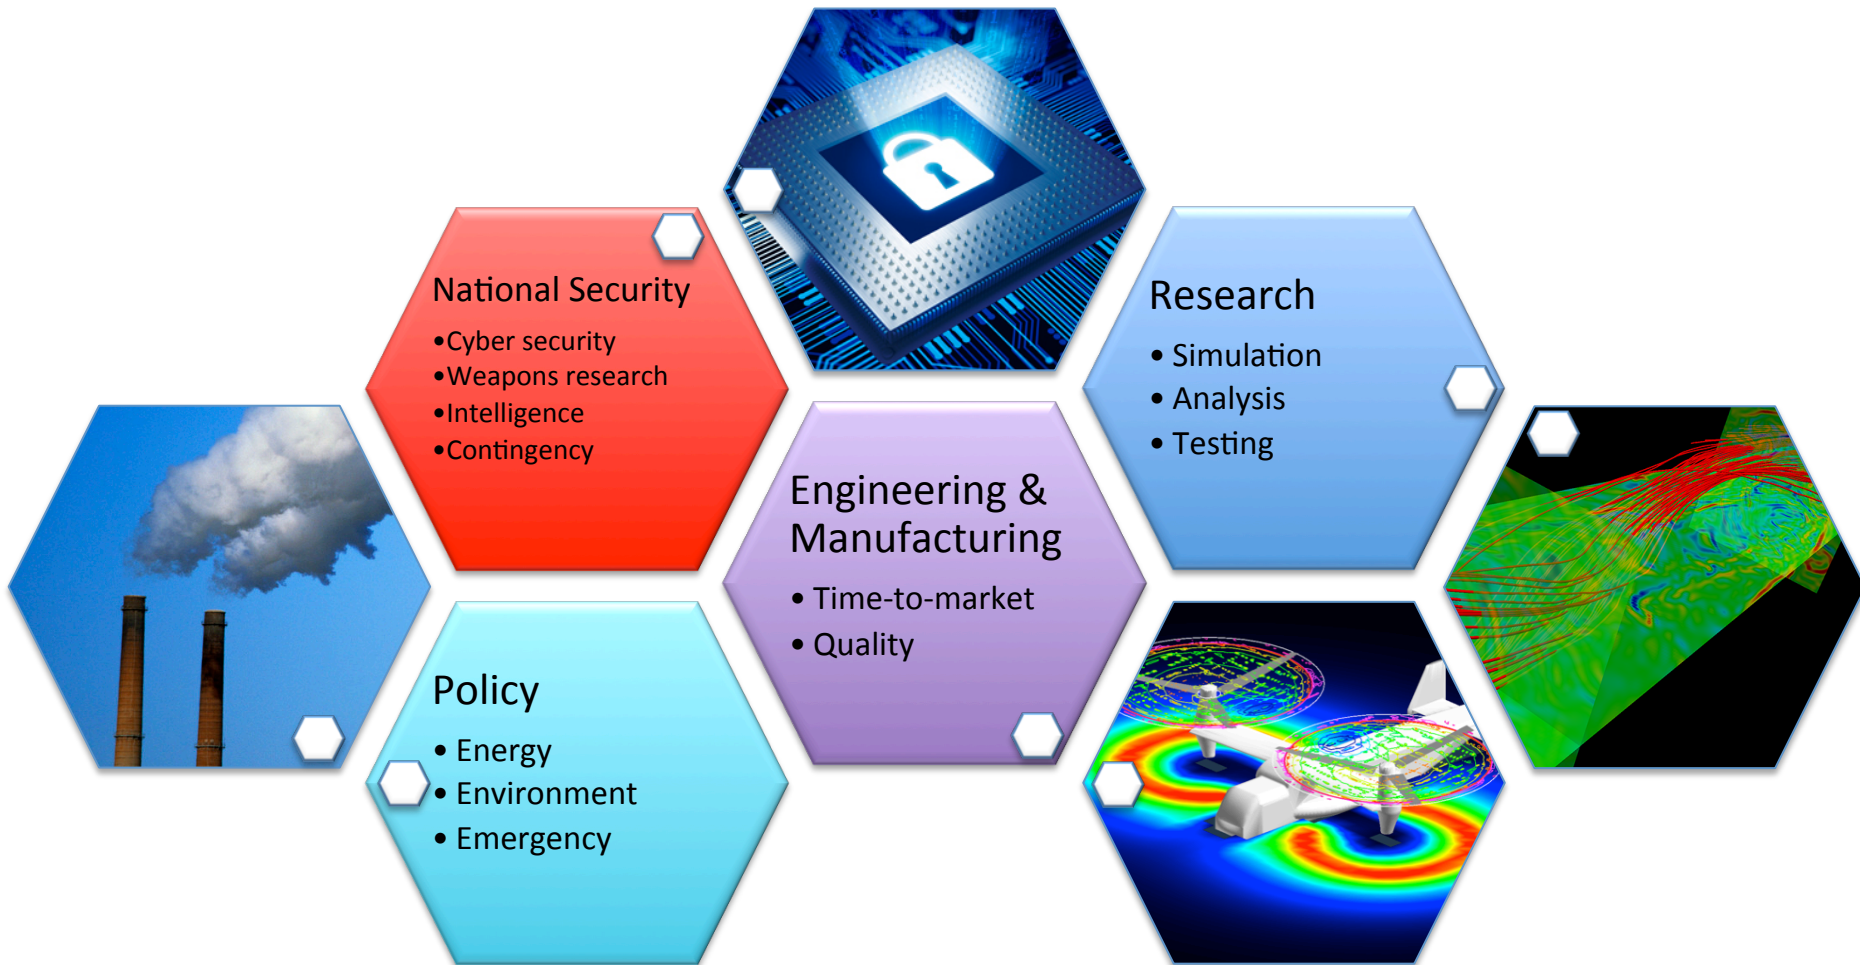 National Security
•Cyber security
•Weapons research
•Intelligence
•Contingency
Research
• Simulation
• Analysis
• Testing
Engineering &
Manufacturing
• Time-to-market
• Quality
Policy
• Energy
• Environment
• Emergency